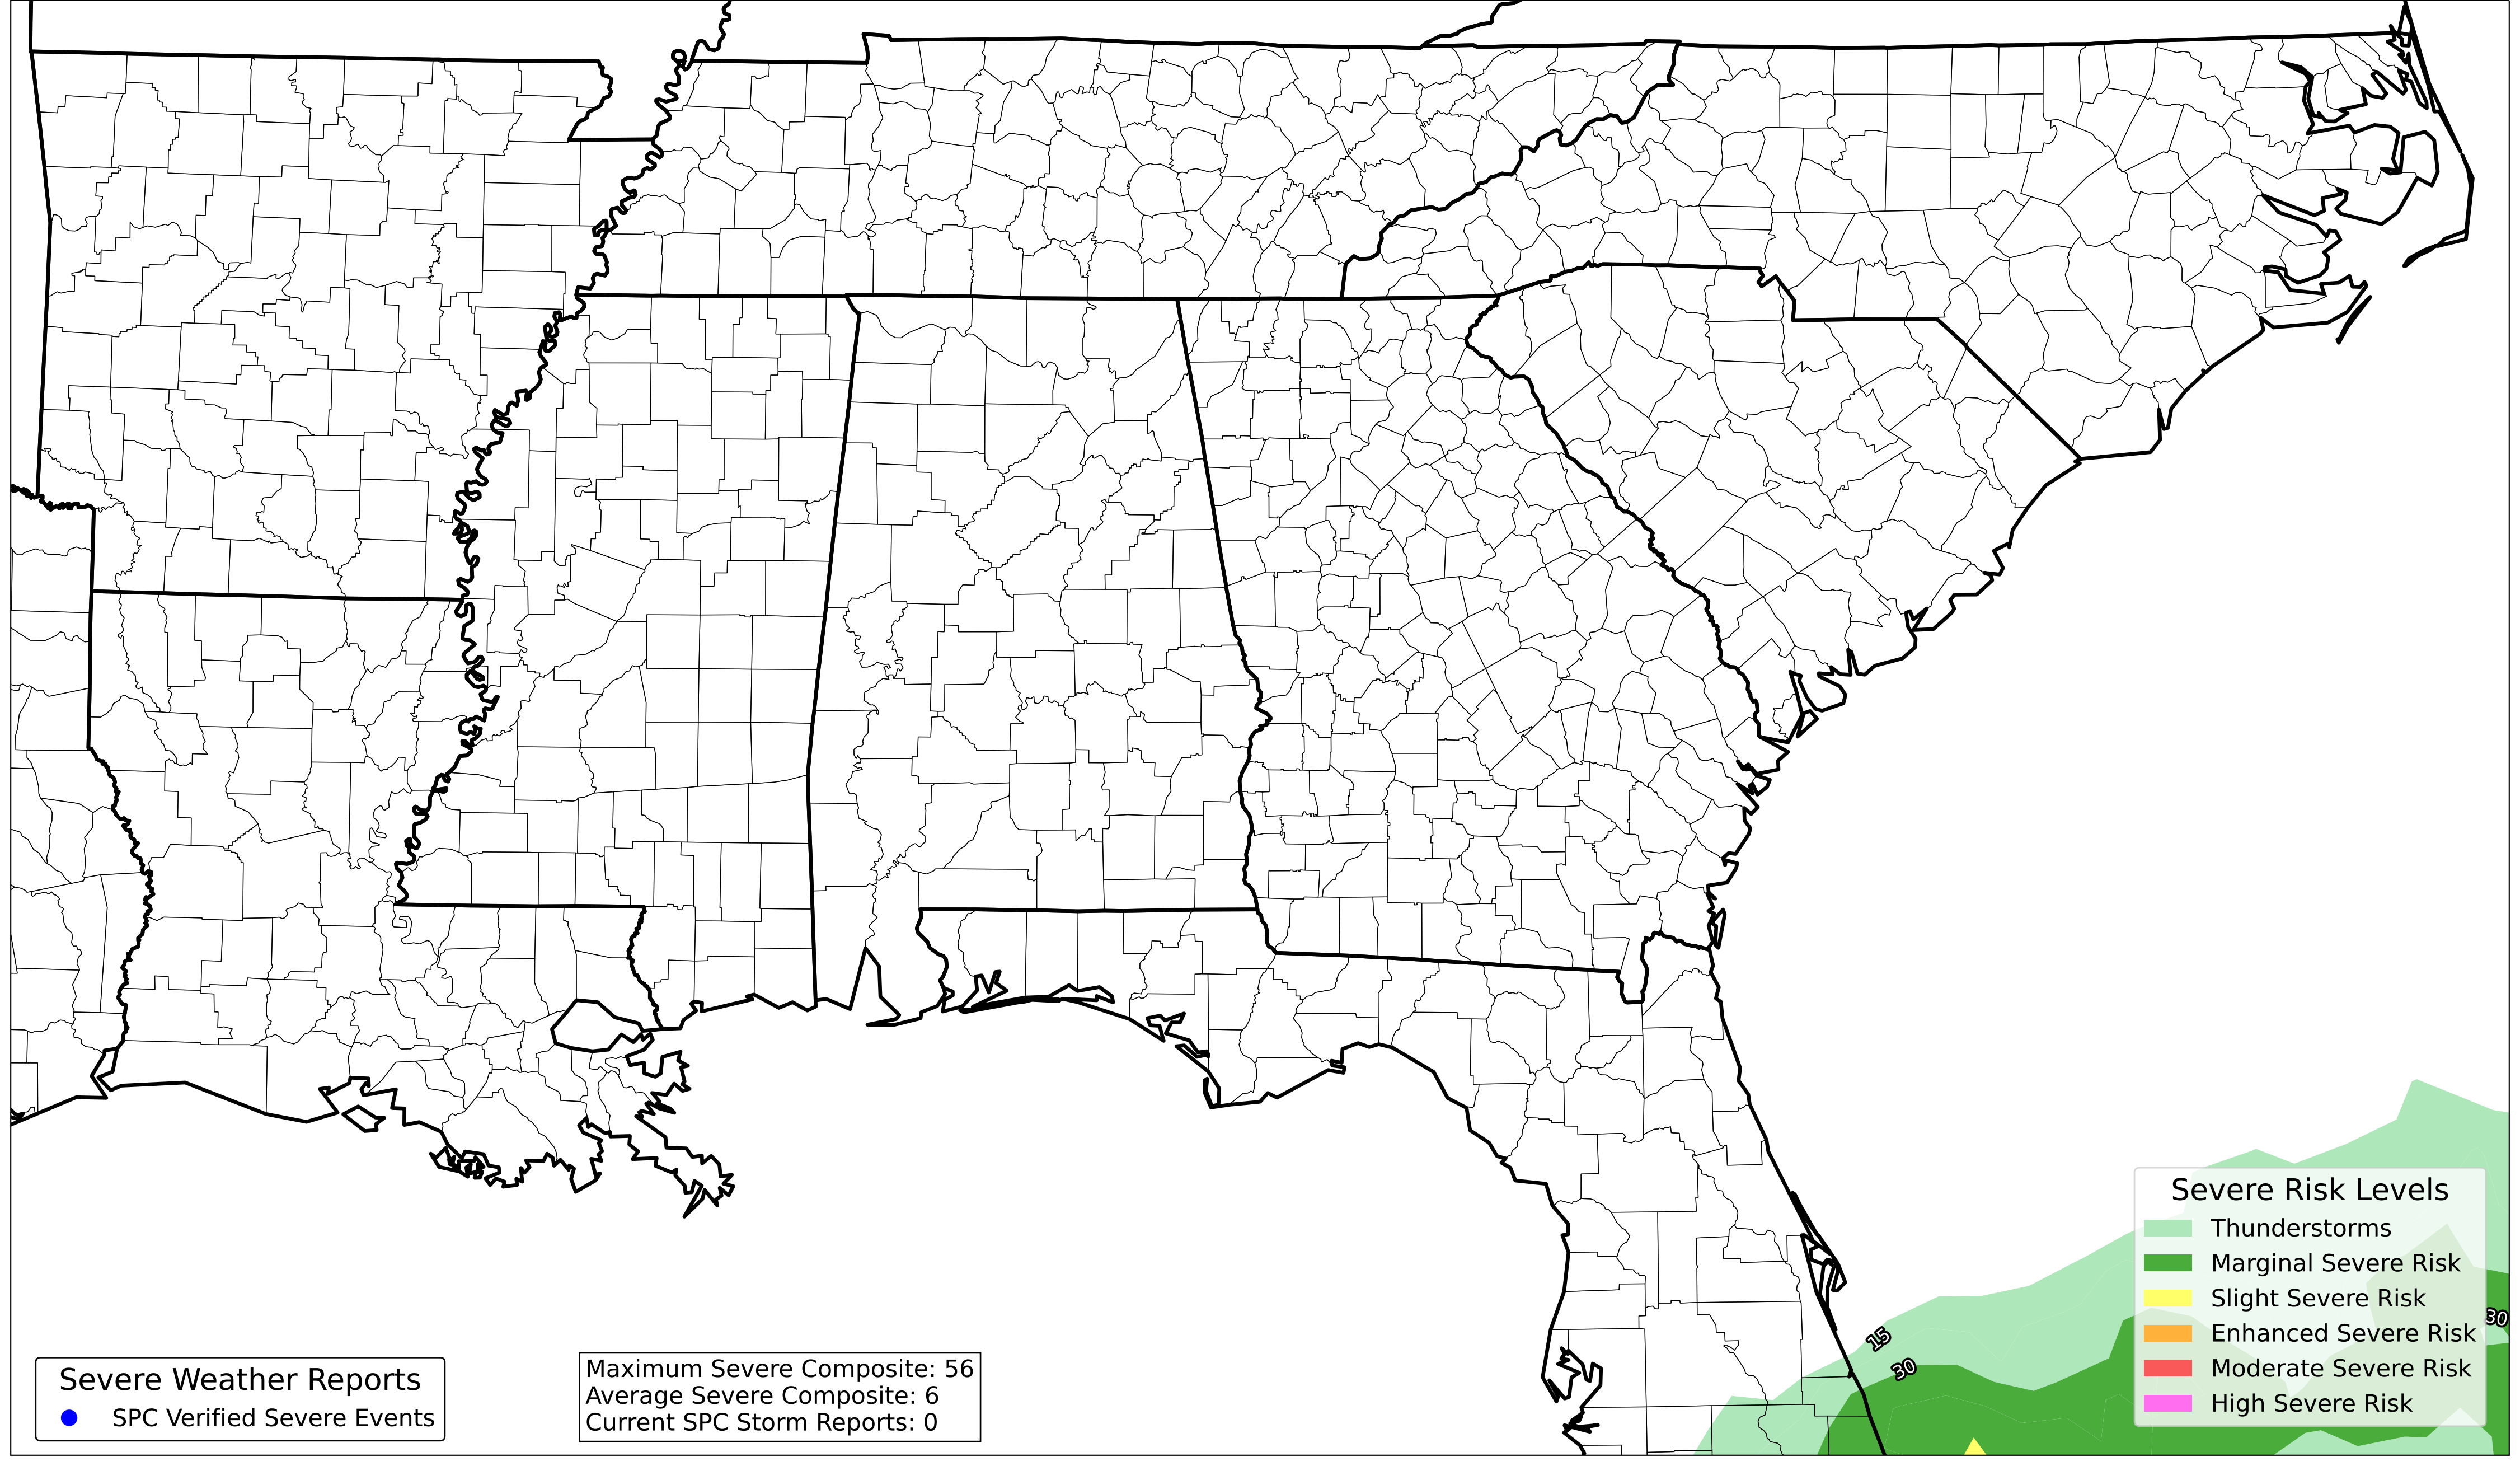 15
30
30
Severe Risk Levels
Thunderstorms
Marginal Severe Risk
Slight Severe Risk
Enhanced Severe Risk
Moderate Severe Risk
High Severe Risk
Severe Weather Reports
SPC Verified Severe Events
Maximum Severe Composite: 56
Average Severe Composite: 6
Current SPC Storm Reports: 0